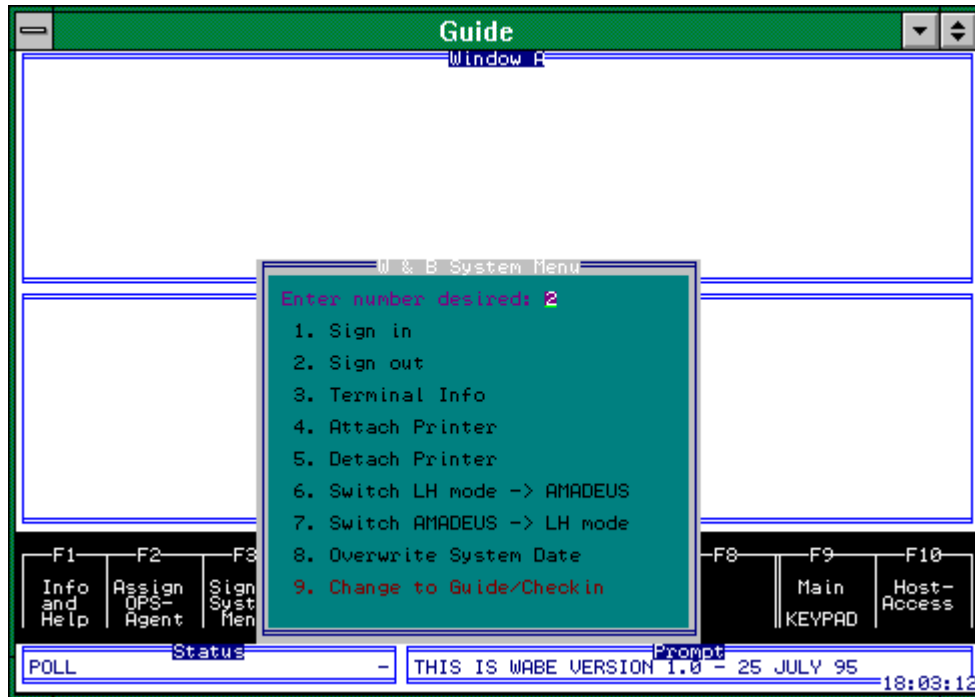 Guide
Window A
W & B System Menu
Enter number desired: 2
1. Sign in
2. Sign out
3. Terminal Info
4. Attach Printer
5. Detach Printer
6. Switch LH mode -> AMADEUS
7. Switch AMADEUS -> LH mode
8. Overwrite System Date
9. Change to Guide/Checkin
F1 F2 F3 F8 F9 F10
Info Assign Sign Main Host-
and OPS- Syst Access
Help Agent Men KEYPAD
Status Prompt
POLL - THIS IS WABE VERSION 1.0 - 25 JULY 95
18:03:12